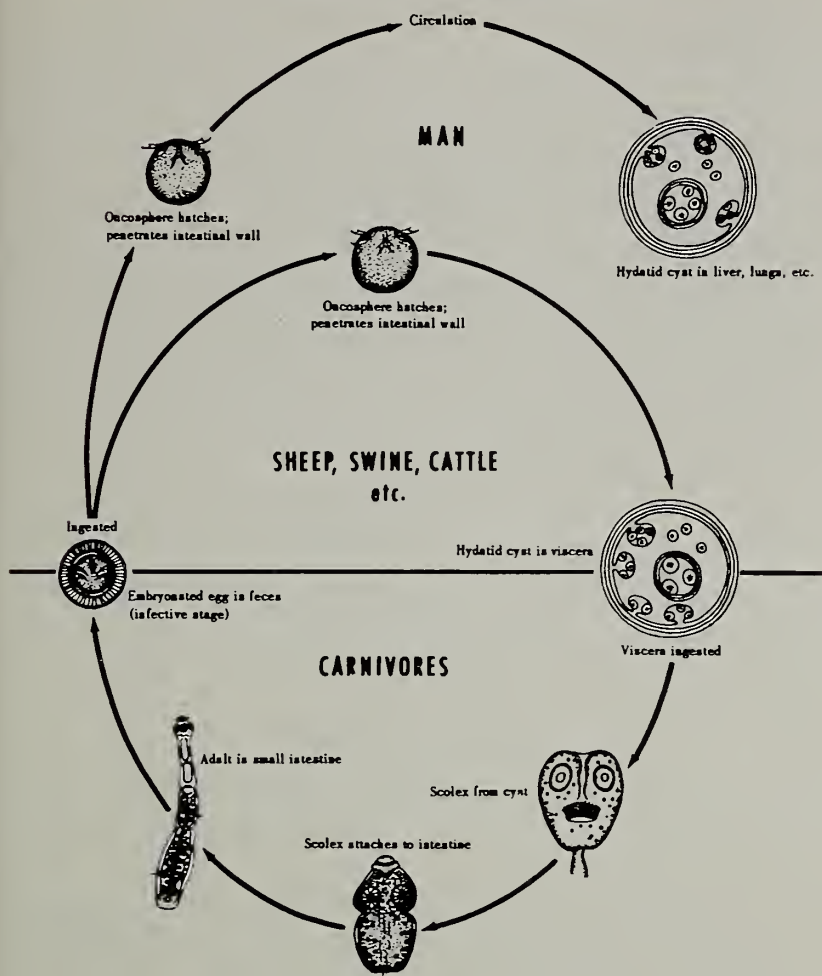 Circulation
MAN
Oncosphere hatches;
penetrates intestinal wall
Hydatid cyst in liver, lungs, etc.
Oncosphere hatches;
penetrates intestinal wall
SHEEP, SWINE, CATTLE
etc.
Ingested
Hydatid cyst in viscera
Embryonated egg in feces
(infective stage)
Viscera ingested
CARNIVORES
Adult in small intestine
Scolex from cyst
Scolex attaches to intestine